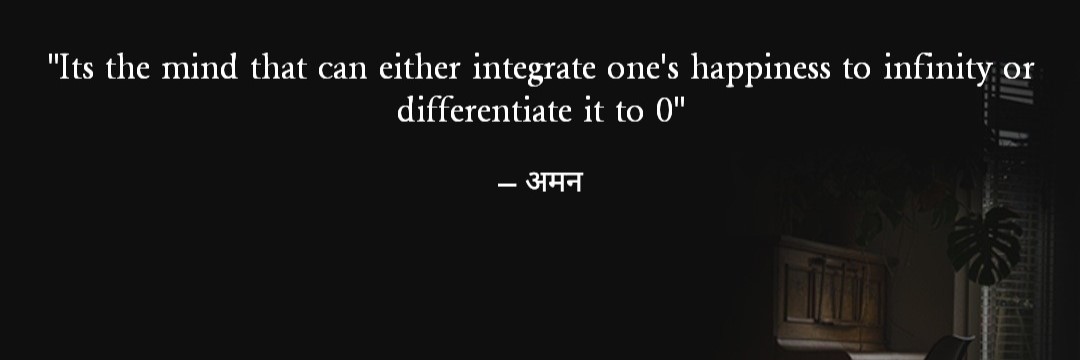 "Its the mind that can either integrate one's happiness to infinity or
differentiate it to 0"
– अमन